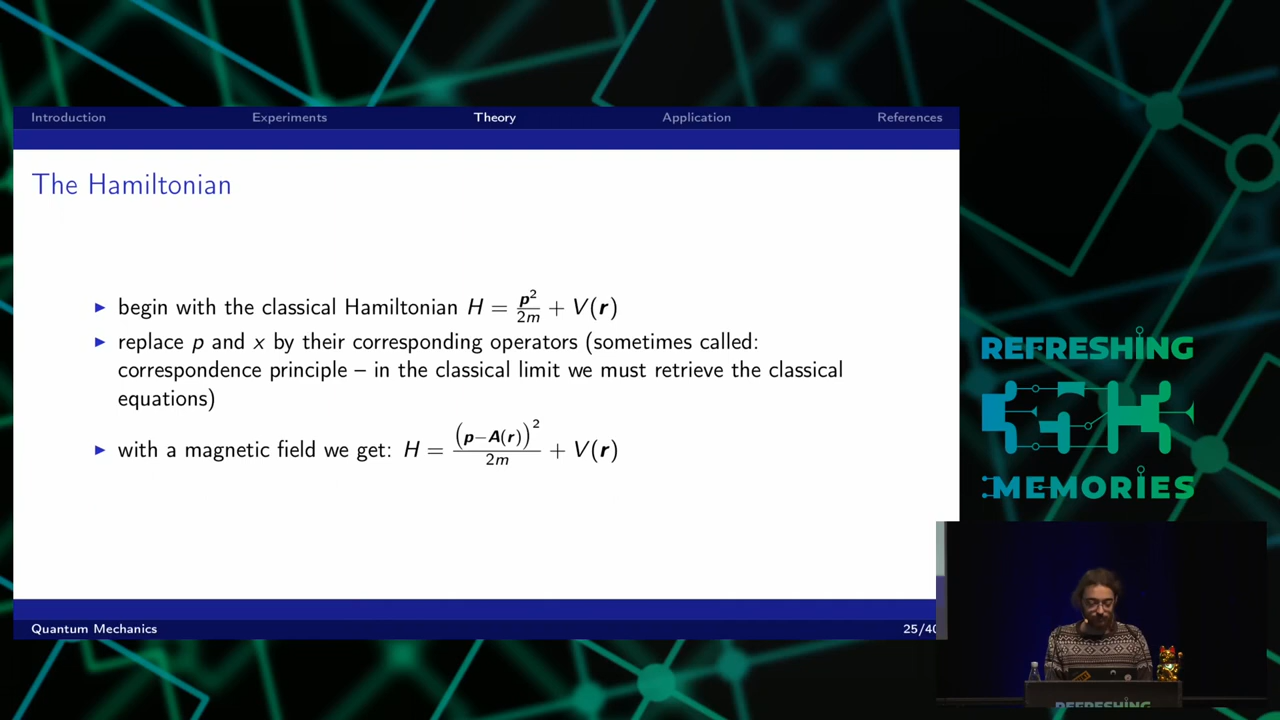 Introduction Experiments Theory Application References
The Hamiltonian
▶ begin with the classical Hamiltonian H = p²/2m + V(r)
▶ replace p and x by their corresponding operators (sometimes called:
correspondence principle – in the classical limit we must retrieve the classical
equations)
▶ with a magnetic field we get: H = (p−A(r))²/2m + V(r)
Quantum Mechanics 25/40
REFRESHING
MEMORIES
REFRESHING